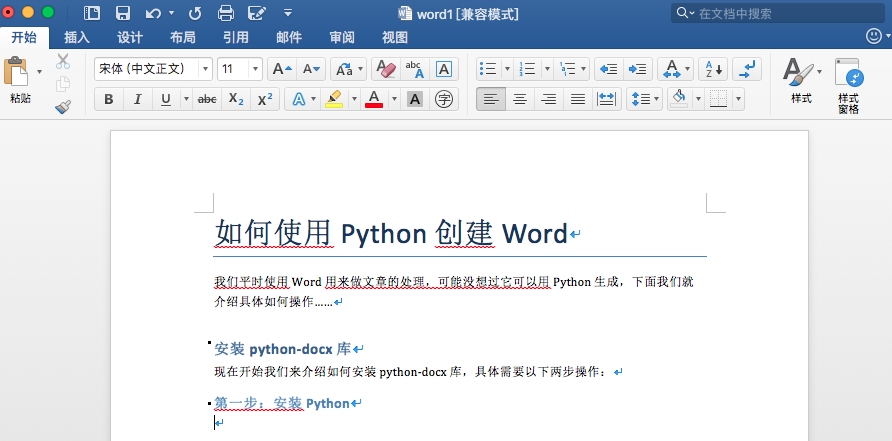 word1 [兼容模式]
在文档中搜索
开始 插入 设计 布局 引用 邮件 审阅 视图
宋体 (中文正文) 11
粘贴
样式 样式
窗格
如何使用 Python 创建 Word
我们平时使用 Word 用来做文章的处理，可能没想过它可以用 Python 生成，下面我们就
介绍具体如何操作……
安装 python-docx 库
现在开始我们来介绍如何安装 python-docx 库，具体需要以下两步操作：
第一步：安装 Python